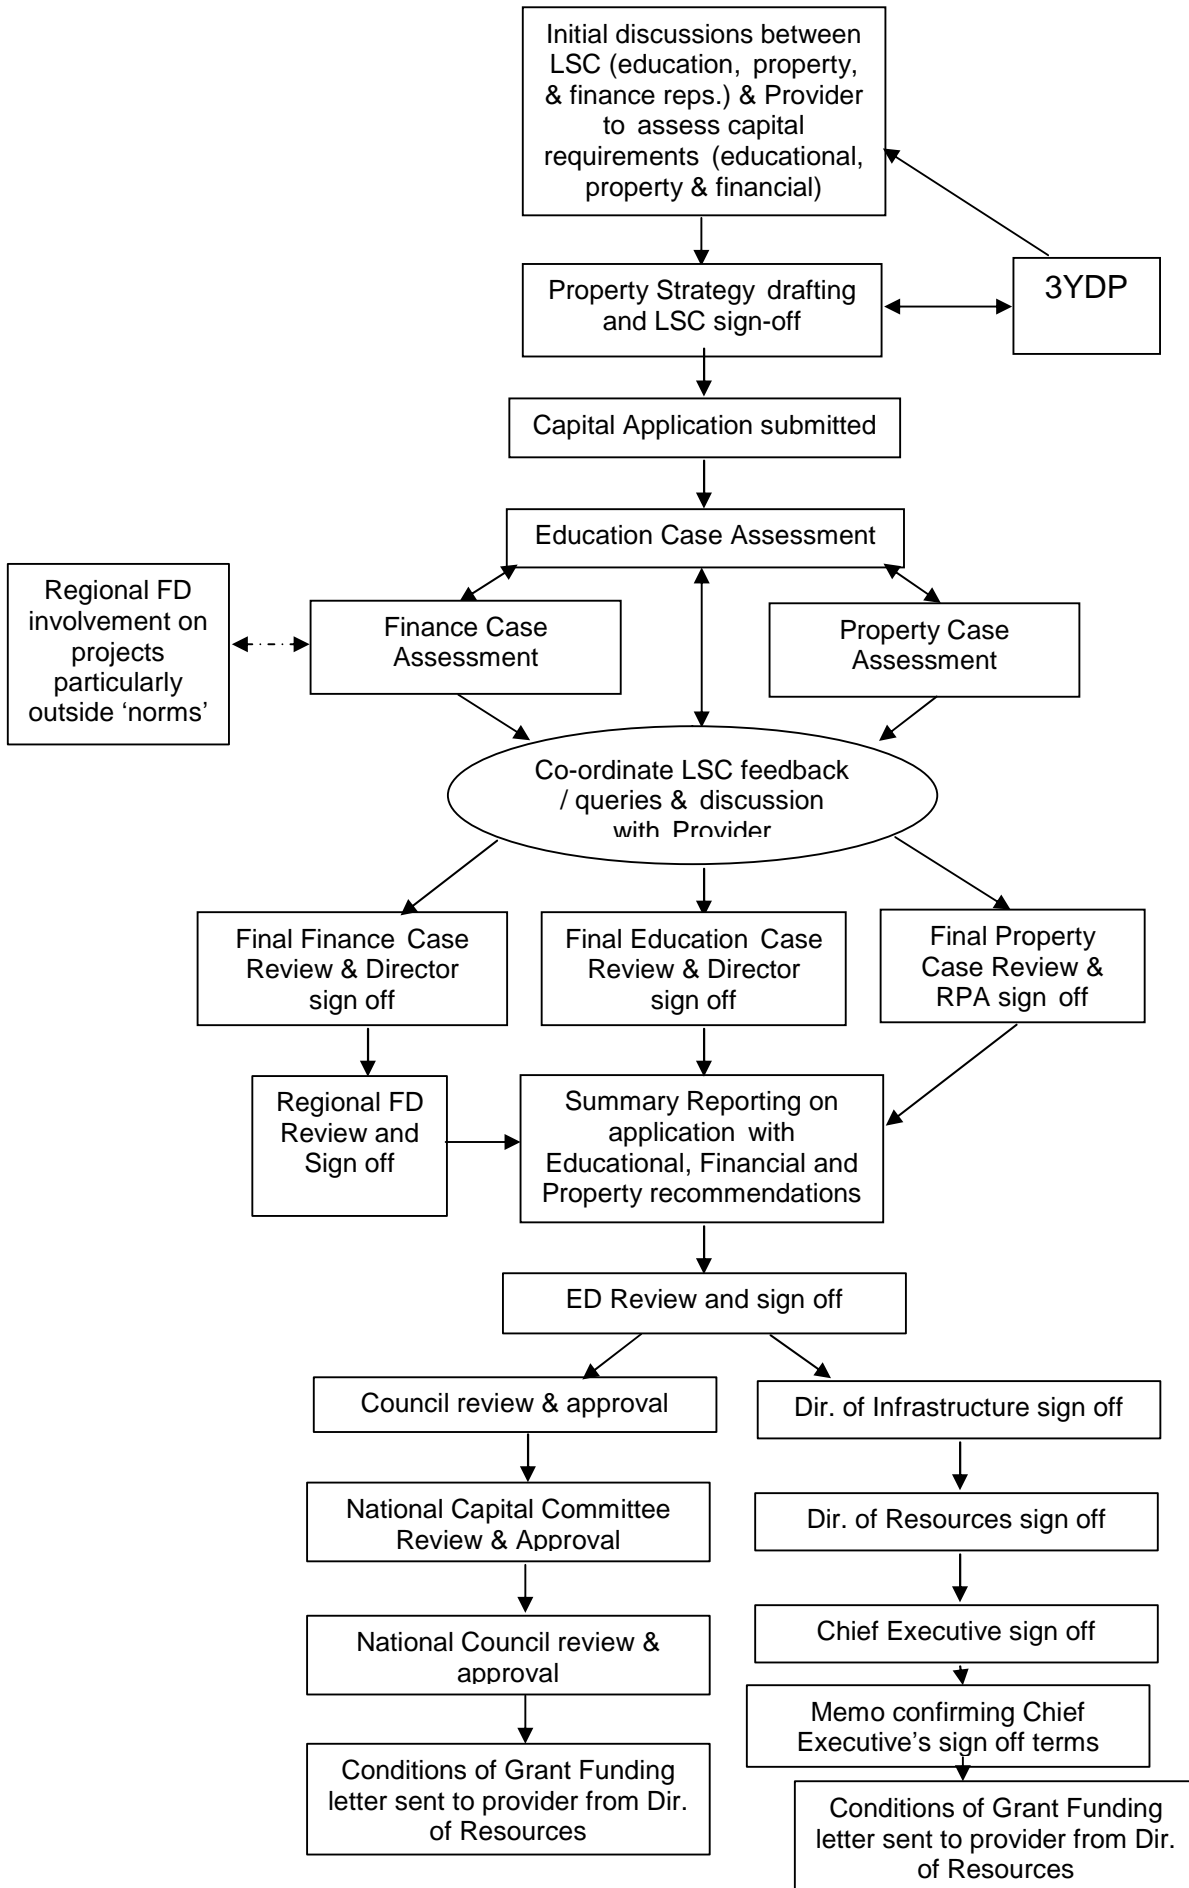 Initial discussions between
LSC (education, property,
& finance reps.) & Provider
to assess capital
requirements (educational,
property & financial)
3YDP
Property Strategy drafting
and LSC sign-off
Capital Application submitted
Education Case Assessment
Regional FD
involvement on
projects
particularly
outside ‘norms’
Finance Case
Assessment
Property Case
Assessment
Co-ordinate LSC feedback
/ queries & discussion
with Provider
Final Finance Case
Review & Director
sign off
Final Education Case
Review & Director
sign off
Final Property
Case Review &
RPA sign off
Regional FD
Review and
Sign off
Summary Reporting on
application with
Educational, Financial and
Property recommendations
ED Review and sign off
Council review & approval
Dir. of Infrastructure sign off
National Capital Committee
Review & Approval
Dir. of Resources sign off
National Council review &
approval
Chief Executive sign off
Memo confirming Chief
Executive’s sign off terms
Conditions of Grant Funding
letter sent to provider from Dir.
of Resources
Conditions of Grant Funding
letter sent to provider from Dir.
of Resources